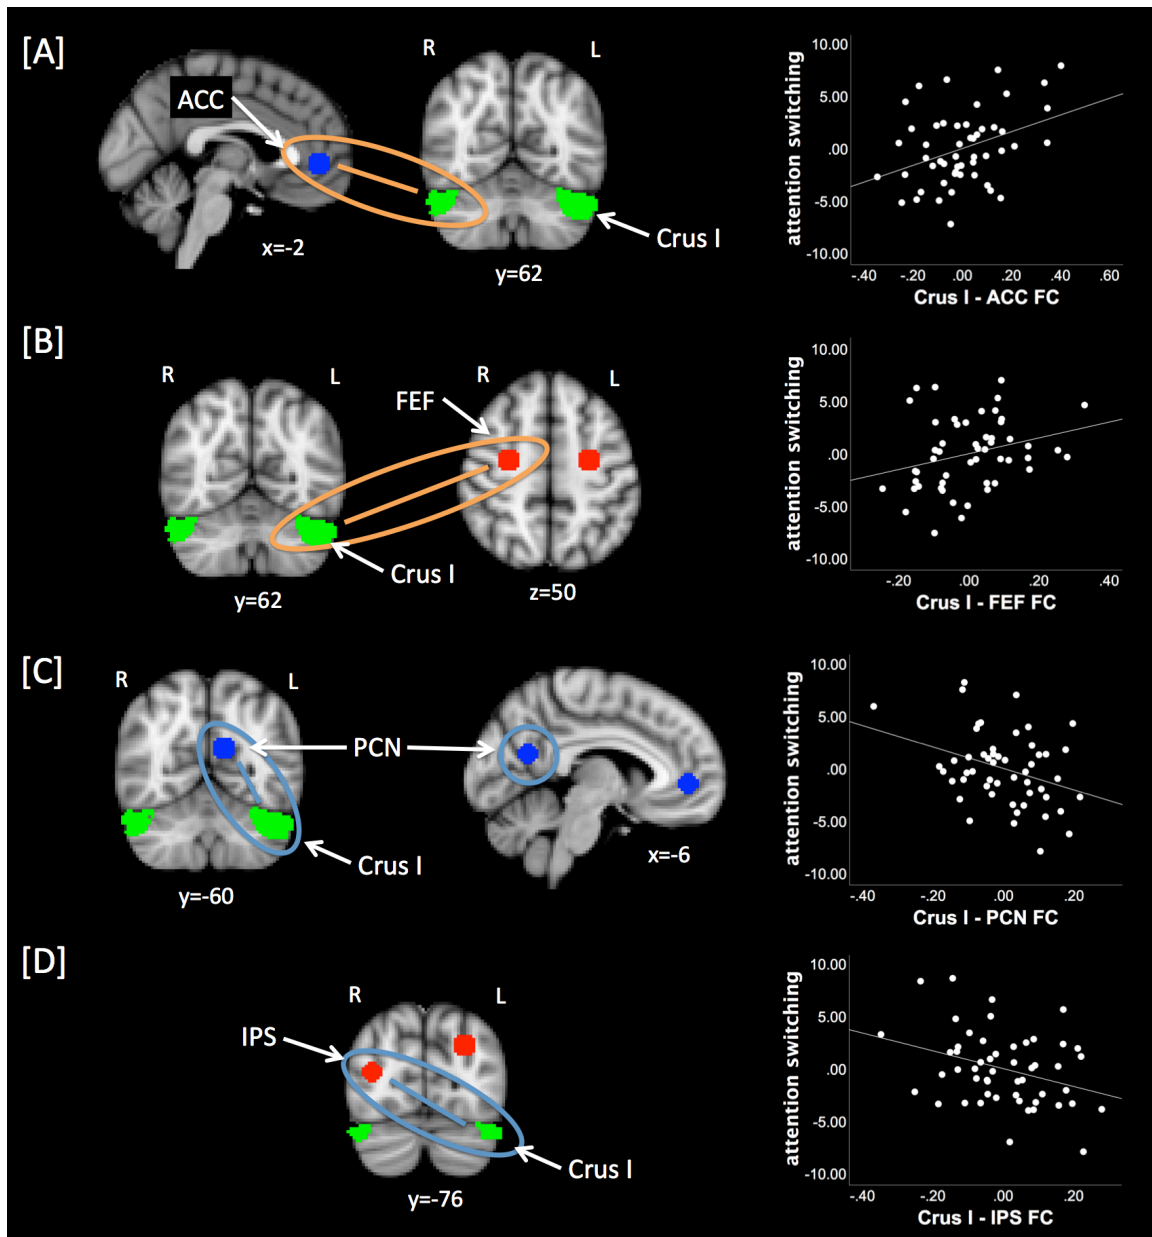 [A]
R
L
ACC
Crus I
x=-2
y=62
attention switching
10.00
5.00
.00
-5.00
-10.00
-.40
-.20
.00
.20
.40
.60
Crus I - ACC FC
[B]
R
L
R
L
FEF
Crus I
y=62
z=50
attention switching
10.00
5.00
.00
-5.00
-10.00
-.20
.00
.20
.40
Crus I - FEF FC
[C]
R
L
PCN
Crus I
x=-6
y=-60
attention switching
10.00
5.00
.00
-5.00
-10.00
-.40
-.20
.00
.20
Crus I - PCN FC
[D]
R
L
IPS
Crus I
y=-76
attention switching
10.00
5.00
.00
-5.00
-10.00
-.40
-.20
.00
.20
Crus I - IPS FC